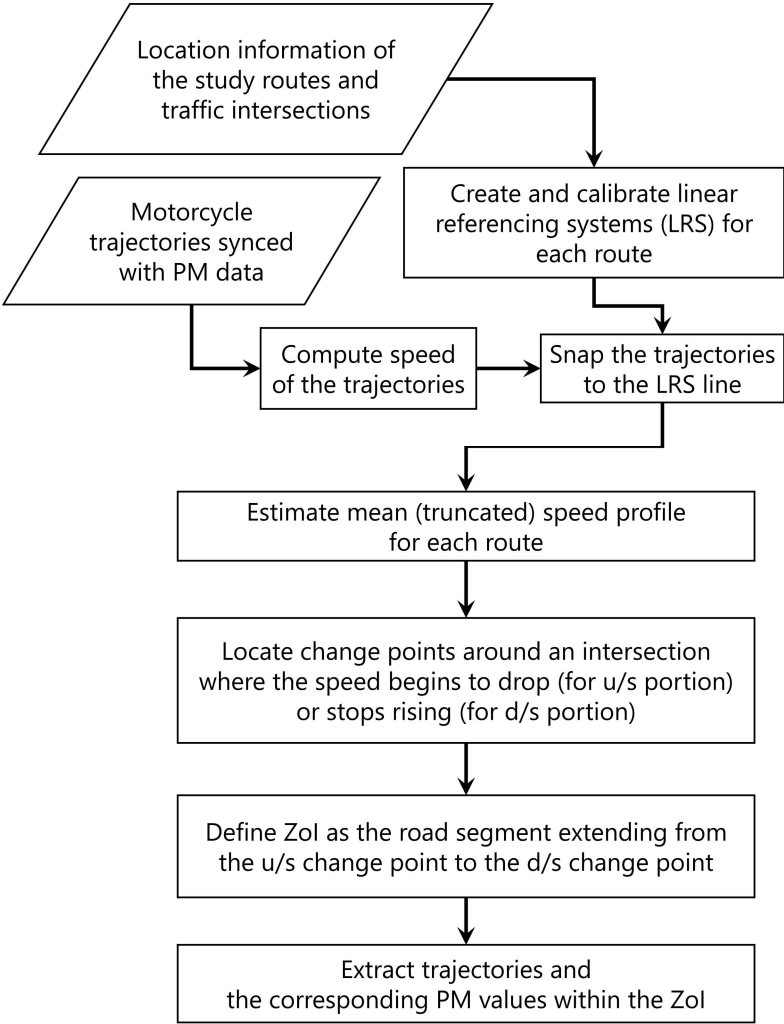 Location information of
the study routes and
traffic intersections
Motorcycle
trajectories synced
with PM data
Create and calibrate linear
referencing systems (LRS) for
each route
Compute speed
of the trajectories
Snap the trajectories
to the LRS line
Estimate mean (truncated) speed profile
for each route
Locate change points around an intersection
where the speed begins to drop (for u/s portion)
or stops rising (for d/s portion)
Define ZoI as the road segment extending from
the u/s change point to the d/s change point
Extract trajectories and
the corresponding PM values within the ZoI